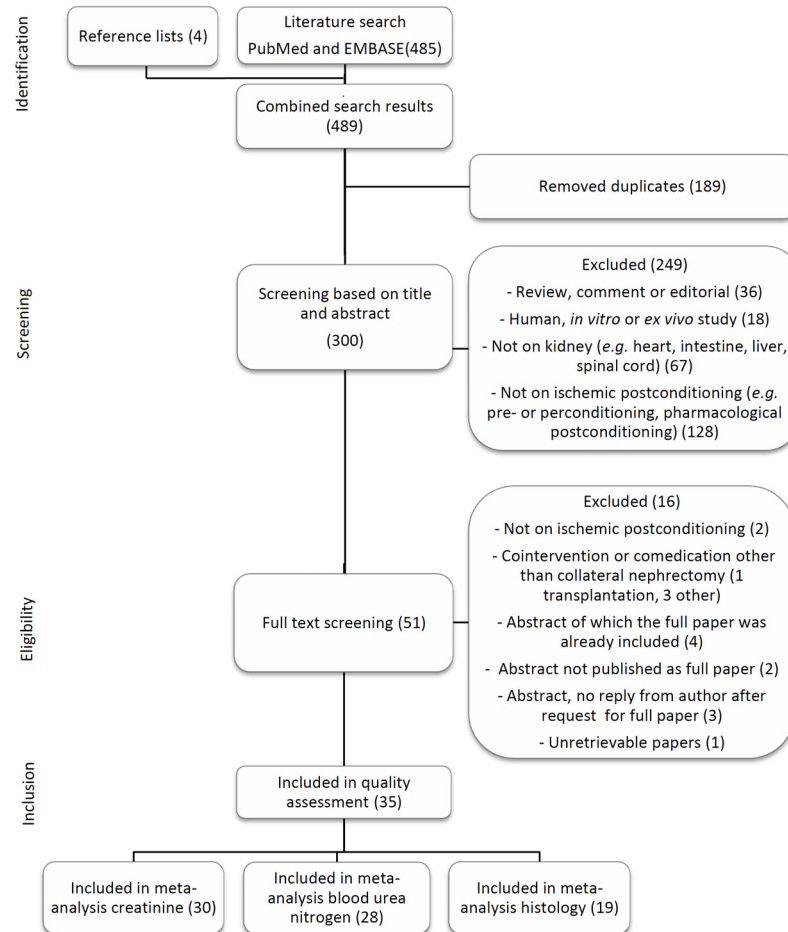 Identification
Reference lists (4)
Literature search
PubMed and EMBASE(485)
Combined search results
(489)
Removed duplicates (189)
Screening
Screening based on title
and abstract
(300)
Excluded (249)
- Review, comment or editorial (36)
- Human, in vitro or ex vivo study (18)
- Not on kidney (e.g. heart, intestine, liver,
spinal cord) (67)
- Not on ischemic postconditioning (e.g.
pre- or perconditioning, pharmacological
postconditioning) (128)
Eligibility
Full text screening (51)
Excluded (16)
- Not on ischemic postconditioning (2)
- Cointervention or comedication other
than collateral nephrectomy (1
transplantation, 3 other)
- Abstract of which the full paper was
already included (4)
- Abstract not published as full paper (2)
- Abstract, no reply from author after
request for full paper (3)
- Unretrievable papers (1)
Inclusion
Included in quality
assessment (35)
Included in meta-
analysis creatinine (30)
Included in meta-
analysis blood urea
nitrogen (28)
Included in meta-
analysis histology (19)